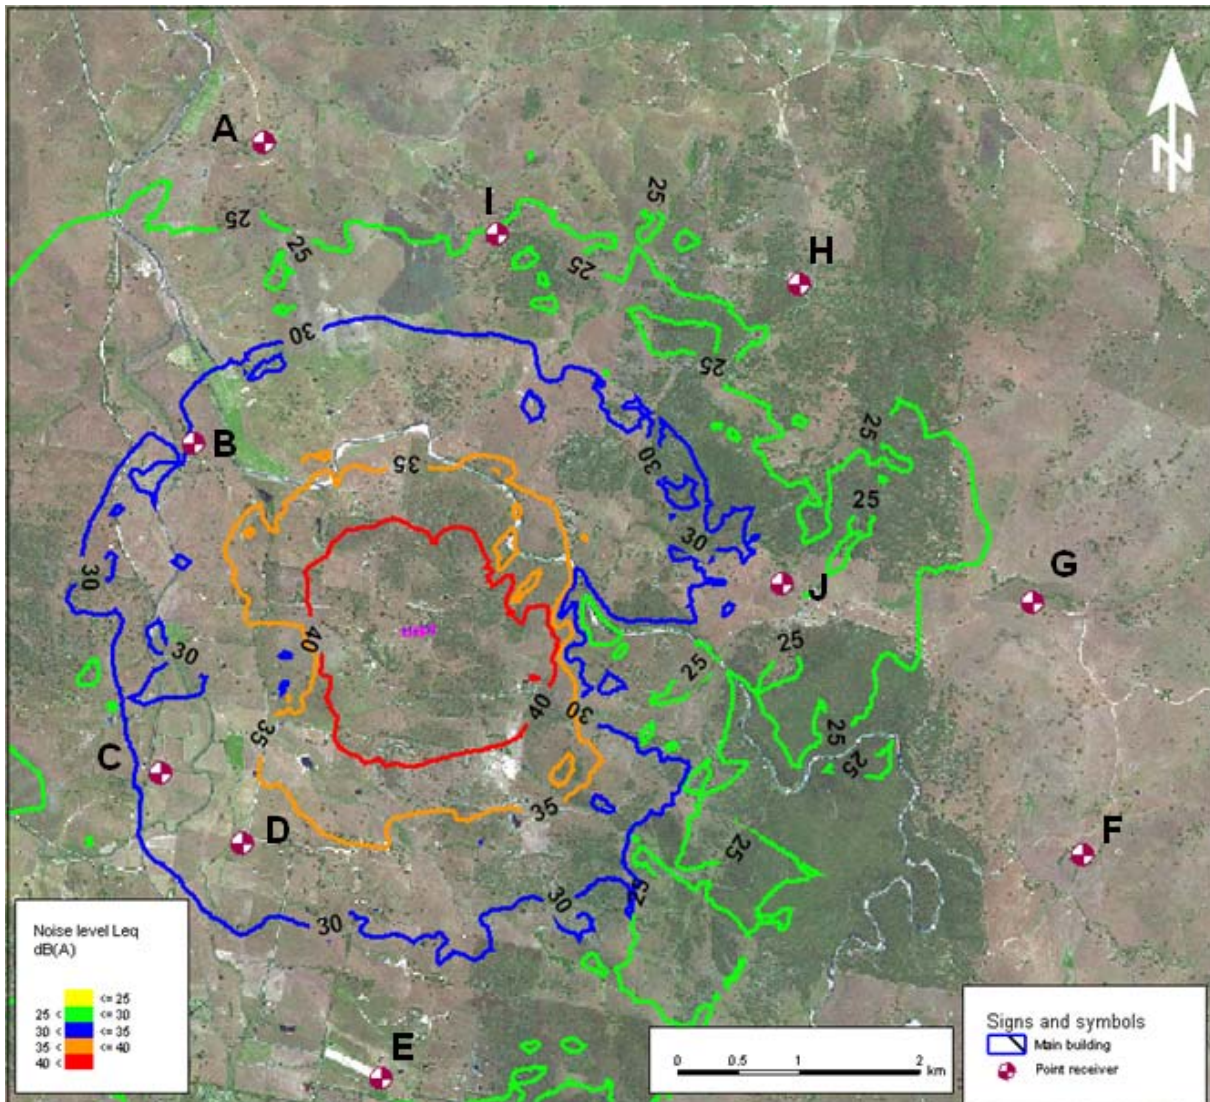 N
A
25
25
I
25
25
H
30
25
25
B
35
30
25
30
30
J
G
40
25
25
30
40
30
35
25
25
C
35
D
25
F
25
30
30
E
Noise level Leq
dB(A)
<= 25
25 < <= 30
30 < <= 35
35 < <= 40
40 <
0 0.5 1 2
km
Signs and symbols
Main building
Point receiver